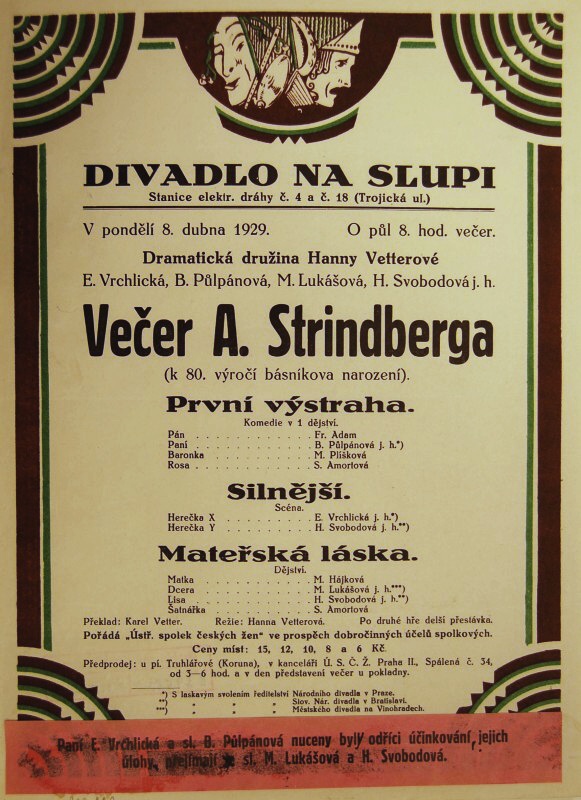 DIVADLO NA SLUPI
Stanice elektr. dráhy č. 4 a č. 18 (Trojická ul.)
V pondělí 8. dubna 1929. O půl 8. hod. večer.
Dramatická družina Hanny Vetterové
E. Vrchlická, B. Půlpánová, M. Lukášová, H. Svobodová j. h.
Večer A. Strindberga
(k 80. výročí básníkova narození).
První výstraha.
Komedie v 1 dějství.
Pán . . . . . . . . . . . Fr. Adam
Paní . . . . . . . . . . . B. Půlpánová j. h.*)
Baronka . . . . . . . . . . M. Plíšková
Rosa . . . . . . . . . . . S. Amortová
Silnější.
Scéna.
Herečka X . . . . . . . . . E. Vrchlická j. h.*)
Herečka Y . . . . . . . . . H. Svobodová j. h.**)
Mateřská láska.
Dějství.
Matka . . . . . . . . . . . M. Hájková
Dcera . . . . . . . . . . . M. Lukášová j. h.***)
Lisa . . . . . . . . . . . H. Svobodová j. h.**)
Šatnářka . . . . . . . . . . S. Amortová
Překlad: Karel Vetter. Režie: Hanna Vetterová. Po druhé hře delší přestávka.
Pořádá „Ústř. spolek českých žen“ ve prospěch dobročinných účelů spolkových.
Ceny míst: 15, 12, 10, 8 a 6 Kč.
Předprodej: u pí. Truhlářové (Koruna), v kanceláři Ú. S. Č. Ž. Praha II., Spálená č. 34,
od 3—6 hod. a v den představení večer u pokladny.
*) S laskavým svolením ředitelství Národního divadla v Praze.
**) „ „ „ „ Slov. Nár. divadla v Bratislavi.
***) „ „ „ „ Městského divadla na Vinohradech.
Paní E. Vrchlická a sl. B. Půlpánová nuceny byly odříci účinkování, jejich
úlohy přejímají sl. M. Lukášová a H. Svobodová.